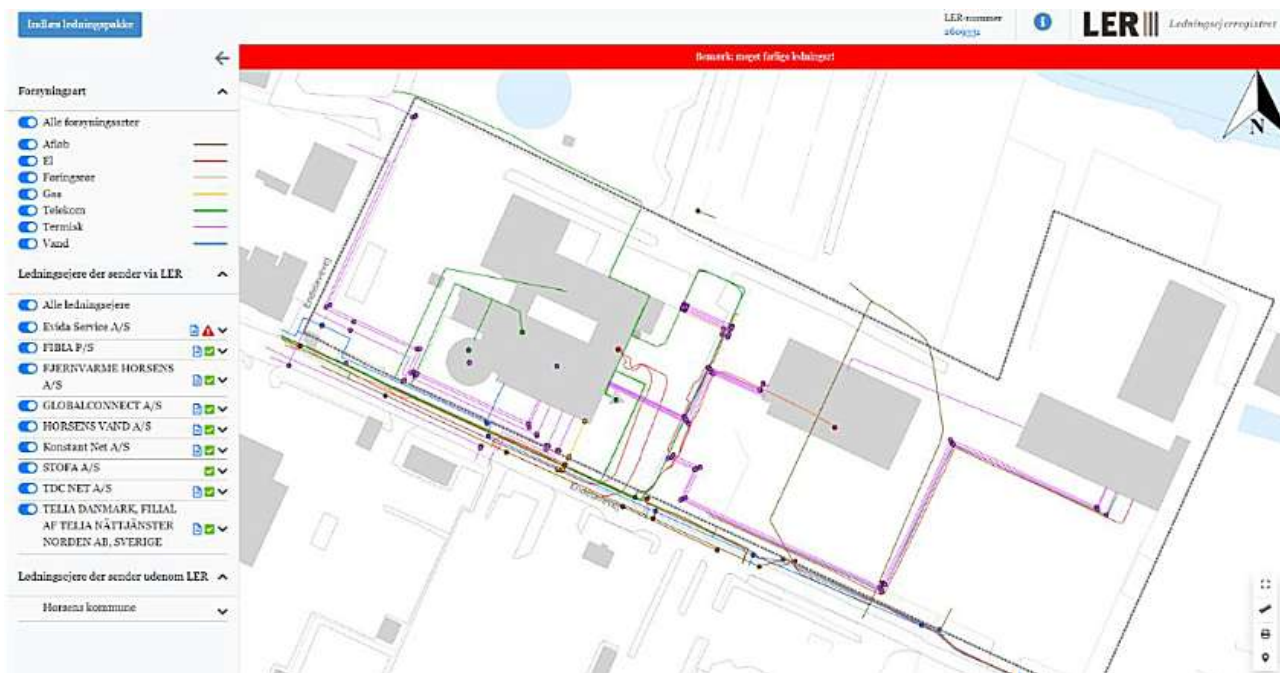 Indlæs ledningspakke
LER-nummer
2609331
LER
Ledningsejerregistret
Bemærk: meget farlige ledninger!
Forsyningsart
Alle forsyningsarter
Afløb
El
Føringsrør
Gas
Telekom
Termisk
Vand
Ledningsejere der sender via LER
Alle ledningsejere
Evida Service A/S
FIBIA P/S
FJERNVARME HORSENS
A/S
GLOBALCONNECT A/S
HORSENS VAND A/S
Konstant Net A/S
STOFA A/S
TDC NET A/S
TELIA DANMARK, FILIAL
AF TELIA NÄTTJÄNSTER
NORDEN AB, SVERIGE
Ledningsejere der sender udenom LER
Horsens kommune
N